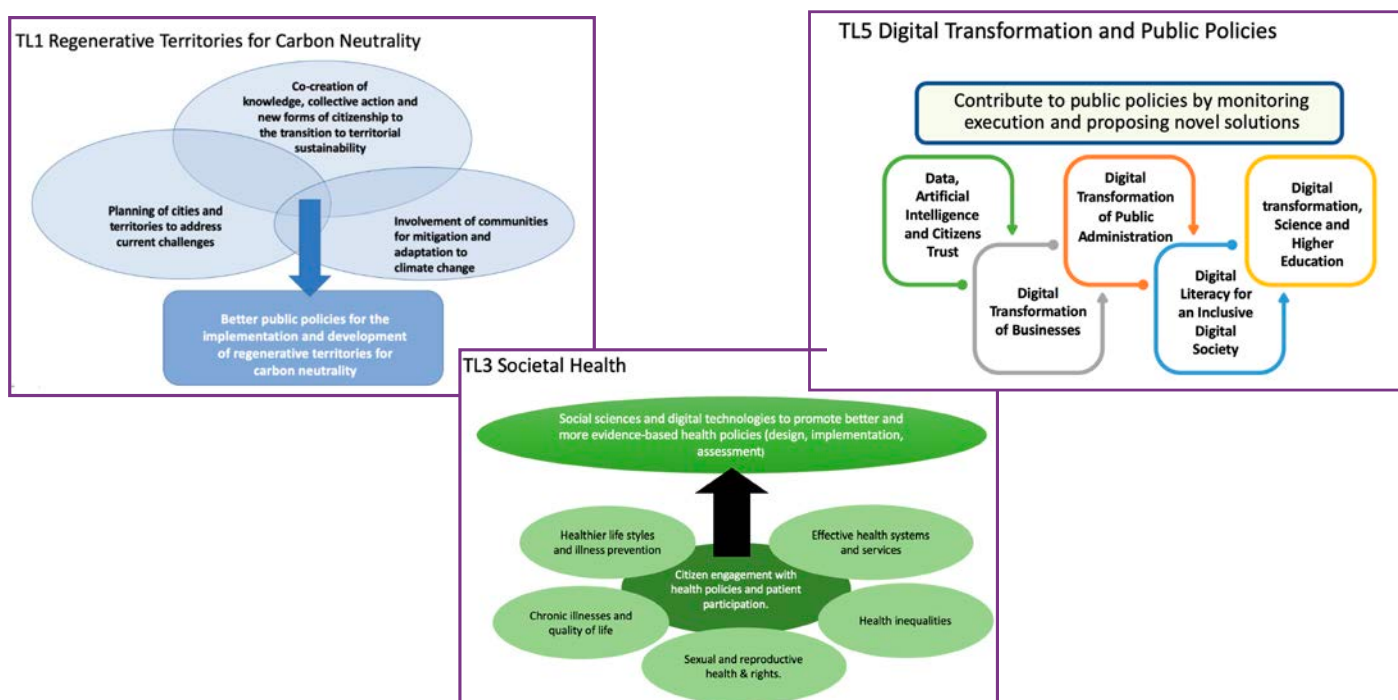 TL1 Regenerative Territories for Carbon Neutrality
Co-creation of
knowledge, collective action and
new forms of citizenship to
the transition to territorial
sustainability
Planning of cities and
territories to address
current challenges
Involvement of communities
for mitigation and
adaptation to
climate change
Better public policies for the
implementation and development
of regenerative territories for
carbon neutrality
TL5 Digital Transformation and Public Policies
Contribute to public policies by monitoring
execution and proposing novel solutions
Data,
Artificial
Intelligence
and Citizens
Trust
Digital
Transformation
of Businesses
Digital
Transformation
of Public
Administration
Digital
Literacy for
an Inclusive
Digital
Society
Digital
transformation,
Science and
Higher
Education
TL3 Societal Health
Social sciences and digital technologies to promote better and
more evidence-based health policies (design, implementation,
assessment)
Healthier life styles
and illness prevention
Effective health systems
and services
Citizen engagement with
health policies and patient
participation.
Chronic illnesses and
quality of life
Health inequalities
Sexual and reproductive
health & rights.